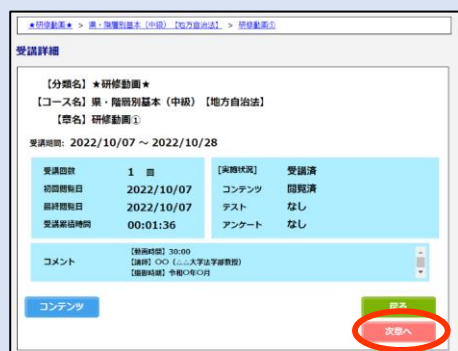 ★研修動画★ > 県・階層別基本（中級）【地方自治法】 > 研修動画①
受講詳細
【分類名】★研修動画★
【コース名】県・階層別基本（中級）【地方自治法】
【章名】研修動画①
受講期間: 2022/10/07 ～ 2022/10/28
受講回数 1 回 [実施状況] 受講済
初回閲覧日 2022/10/07 コンテンツ 閲覧済
最終閲覧日 2022/10/07 テスト なし
受講累積時間 00:01:36 アンケート なし
コメント
【動画時間】30:00
【講師】○○（△△大学法学部教授）
【撮影時期】令和○年○月
コンテンツ 戻る
次章へ